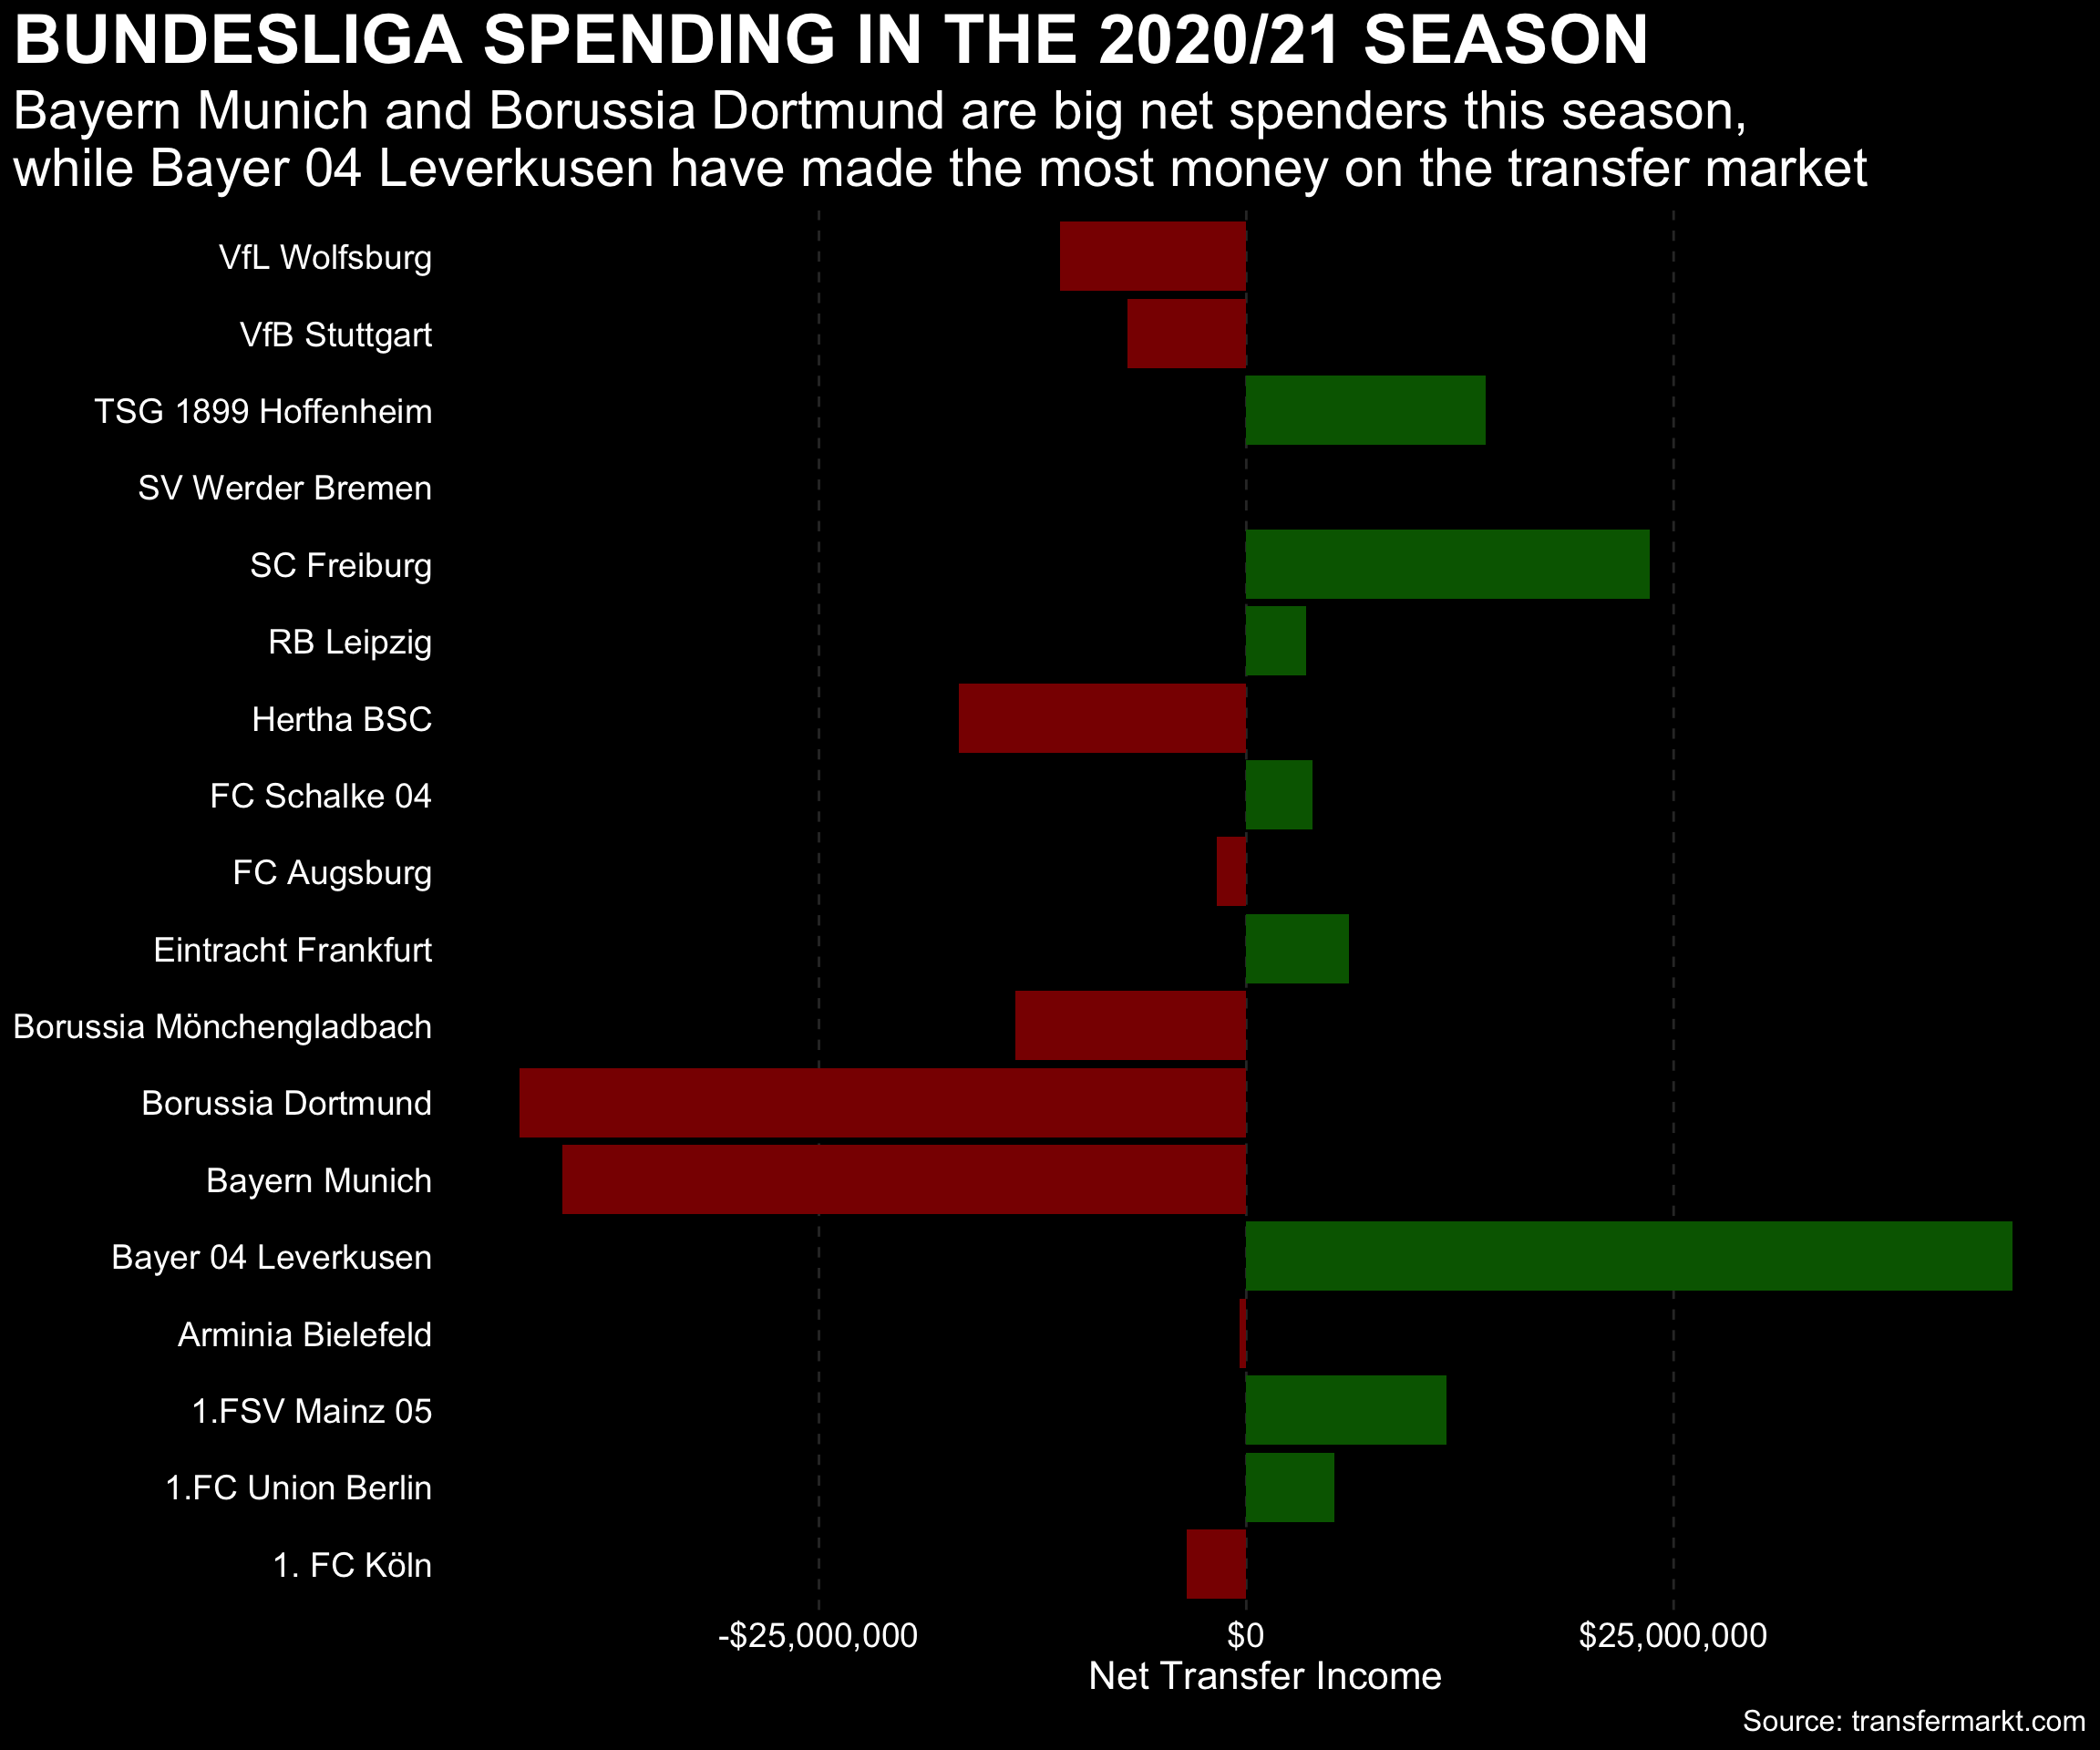 BUNDESLIGA SPENDING IN THE 2020/21 SEASON
Bayern Munich and Borussia Dortmund are big net spenders this season,
while Bayer 04 Leverkusen have made the most money on the transfer market
VfL Wolfsburg
VfB Stuttgart
TSG 1899 Hoffenheim
SV Werder Bremen
SC Freiburg
RB Leipzig
Hertha BSC
FC Schalke 04
FC Augsburg
Eintracht Frankfurt
Borussia Mönchengladbach
Borussia Dortmund
Bayern Munich
Bayer 04 Leverkusen
Arminia Bielefeld
1.FSV Mainz 05
1.FC Union Berlin
1. FC Köln
-$25,000,000 $0 $25,000,000
Net Transfer Income
Source: transfermarkt.com